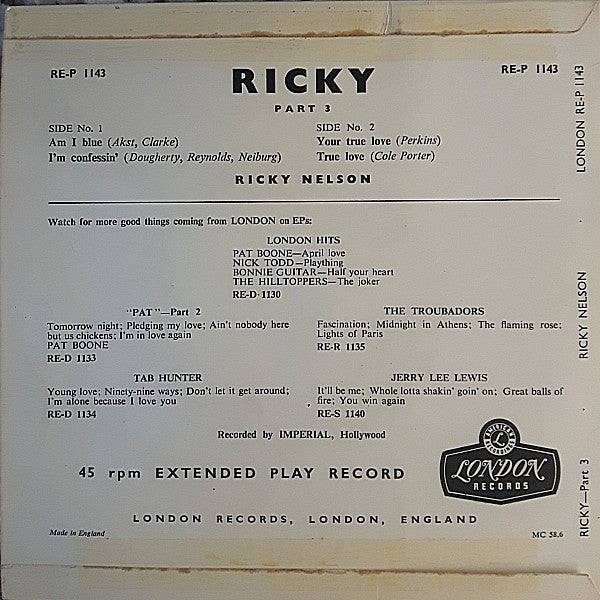 RE-P 1143
RICKY
RE-P 1143
PART 3
SIDE No. 1
Am I blue (Akst, Clarke)
I'm confessin' (Dougherty, Reynolds, Neiburg)
SIDE No. 2
Your true love (Perkins)
True love (Cole Porter)
RICKY NELSON
Watch for more good things coming from LONDON on EPs:
LONDON HITS
PAT BOONE—April love
NICK TODD—Plaything
BONNIE GUITAR—Half your heart
THE HILLTOPPERS—The joker
RE-D 1130
"PAT"—Part 2
Tomorrow night; Pledging my love; Ain't nobody here
but us chickens; I'm in love again
PAT BOONE
RE-D 1133
THE TROUBADORS
Fascination; Midnight in Athens; The flaming rose;
Lights of Paris
RE-R 1135
TAB HUNTER
Young love; Ninety-nine ways; Don't let it get around;
I'm alone because I love you
RE-D 1134
JERRY LEE LEWIS
It'll be me; Whole lotta shakin' goin' on; Great balls of
fire; You win again
RE-S 1140
Recorded by IMPERIAL, Hollywood
45 rpm EXTENDED PLAY RECORD
AMERICAN
L
RECORDINGS
LONDON
RECORDS
LONDON RECORDS, LONDON, ENGLAND
Made in England
MC 58.6
LONDON RE-P 1143
RICKY NELSON
RICKY—Part 3